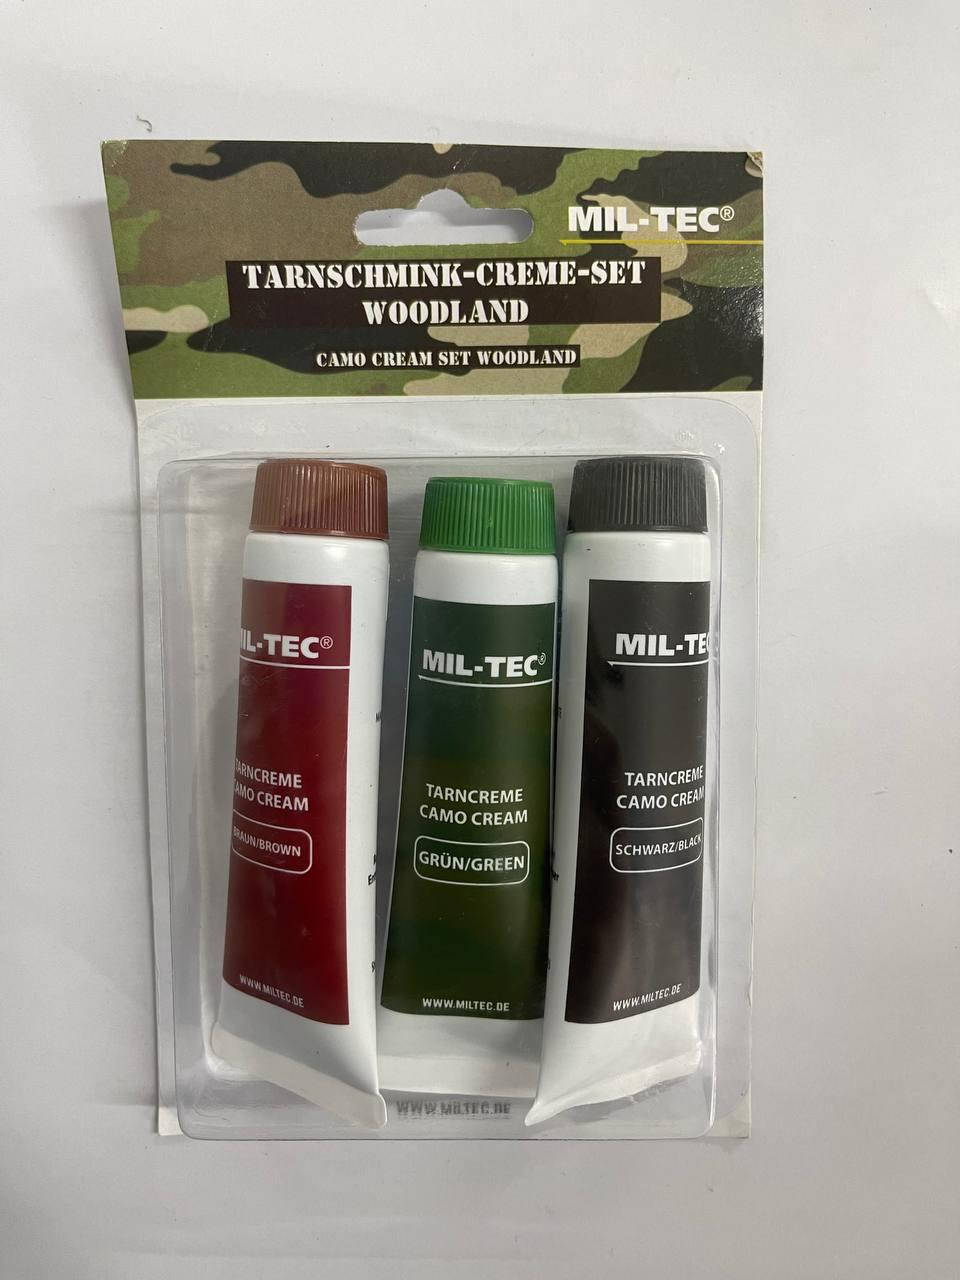 MIL-TEC®
TARNSCHMINK-CREME-SET
WOODLAND
CAMO CREAM SET WOODLAND
IL-TEC®
TARNCREME
CAMO CREAM
BRAUN/BROWN
WWW.MILTEC.DE
MIL-TEC®
TARNCREME
CAMO CREAM
GRÜN/GREEN
WWW.MILTEC.DE
MIL-TEC
TARNCREME
CAMO CREAM
SCHWARZ/BLACK
WWW.MILTEC.DE
WWW.MILTEC.DE